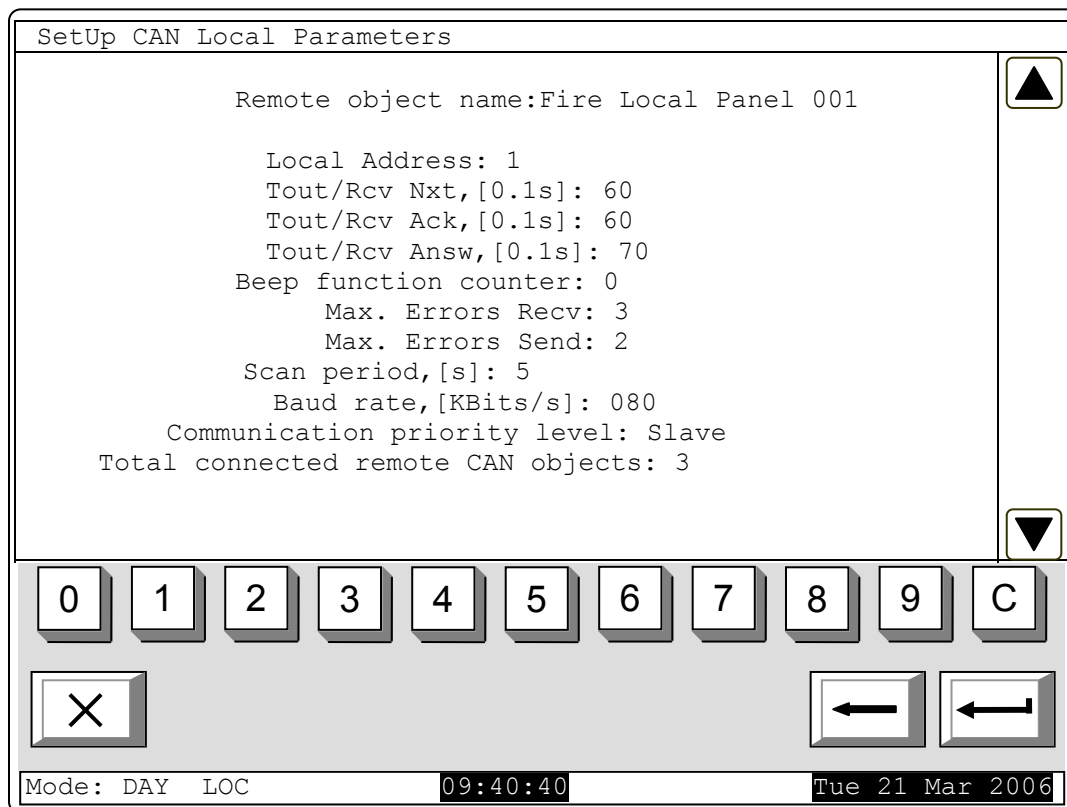 SetUp CAN Local Parameters
Remote object name:Fire Local Panel 001
Local Address: 1
Tout/Rcv Nxt,[0.1s]: 60
Tout/Rcv Ack,[0.1s]: 60
Tout/Rcv Answ,[0.1s]: 70
Beep function counter: 0
Max. Errors Recv: 3
Max. Errors Send: 2
Scan period,[s]: 5
Baud rate,[KBits/s]: 080
Communication priority level: Slave
Total connected remote CAN objects: 3
0 1 2 3 4 5 6 7 8 9 C
Mode: DAY LOC 09:40:40 Tue 21 Mar 2006